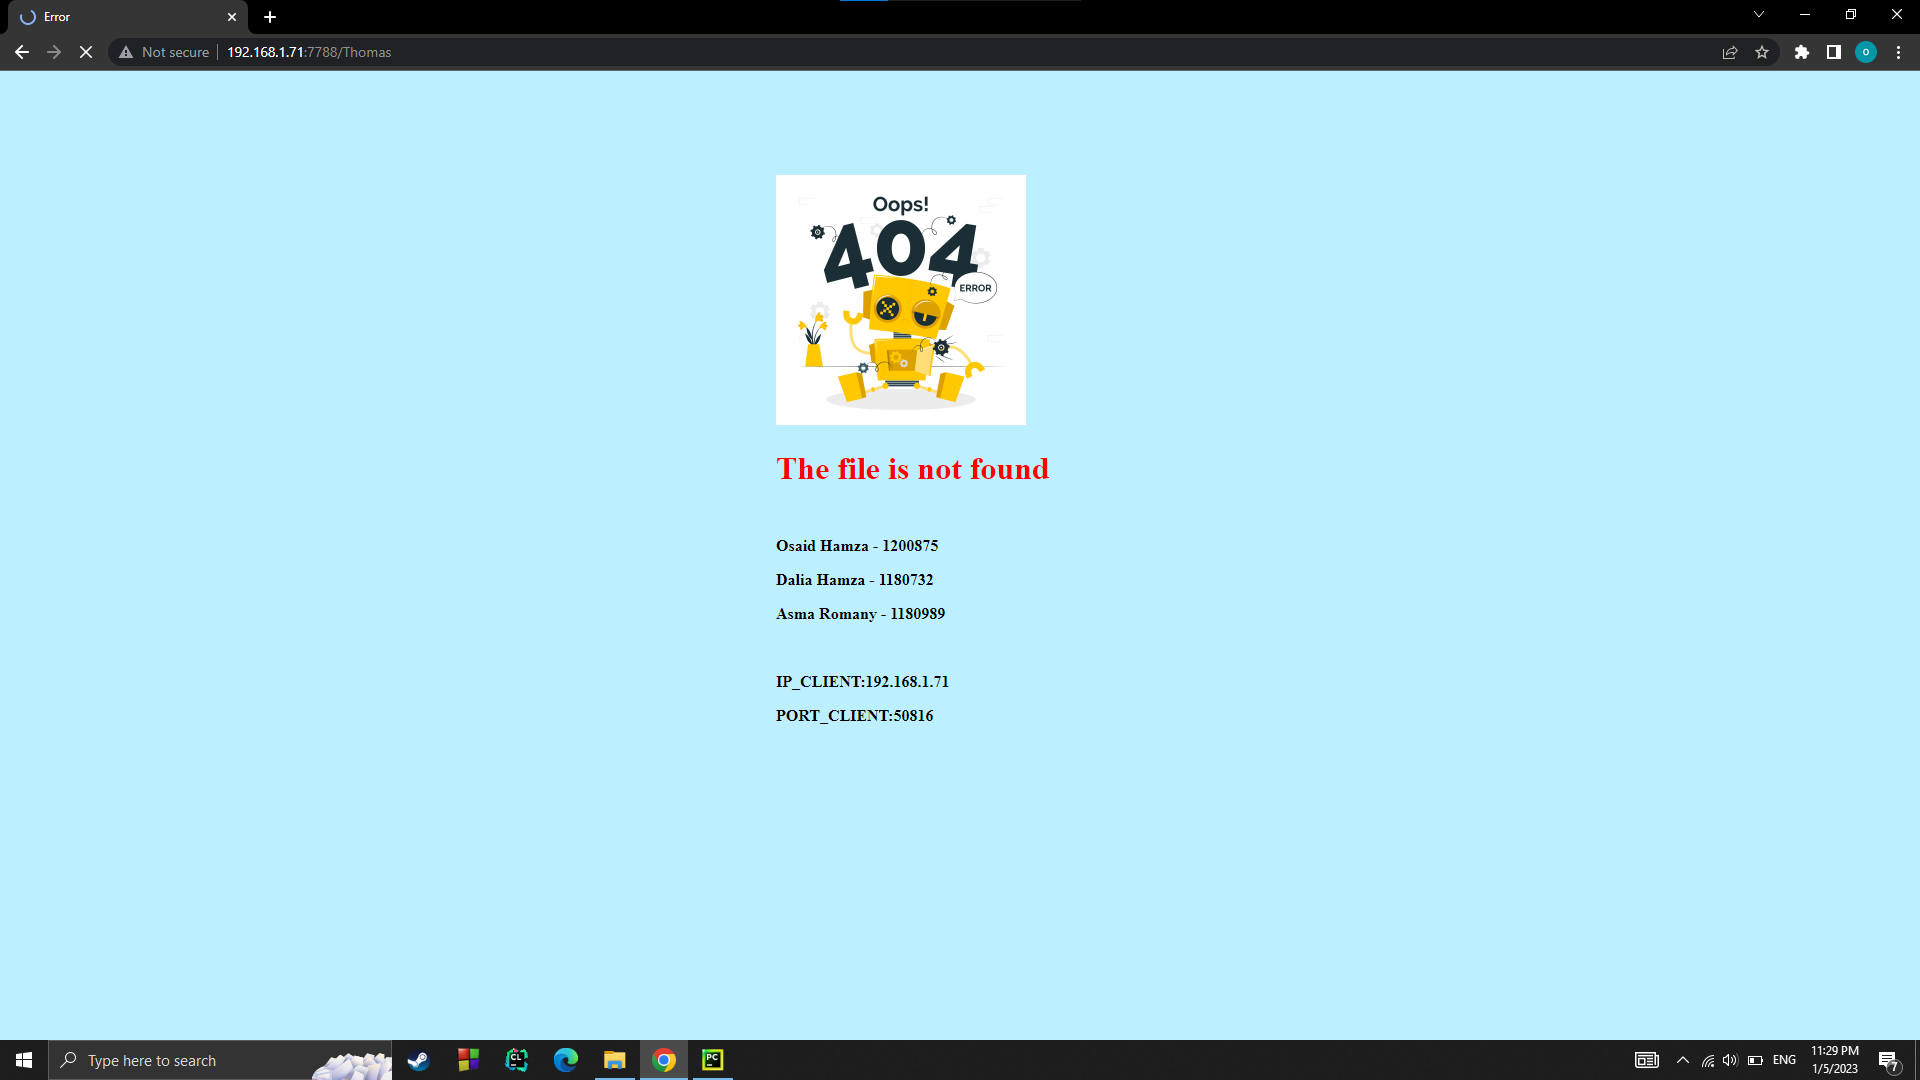 Error
Not secure
192.168.1.71:7788/Thomas
o
Oops!
404
ERROR
The file is not found
Osaid Hamza - 1200875
Dalia Hamza - 1180732
Asma Romany - 1180989
IP_CLIENT:192.168.1.71
PORT_CLIENT:50816
Type here to search
CL
PC
ENG
11:29 PM
1/5/2023
7